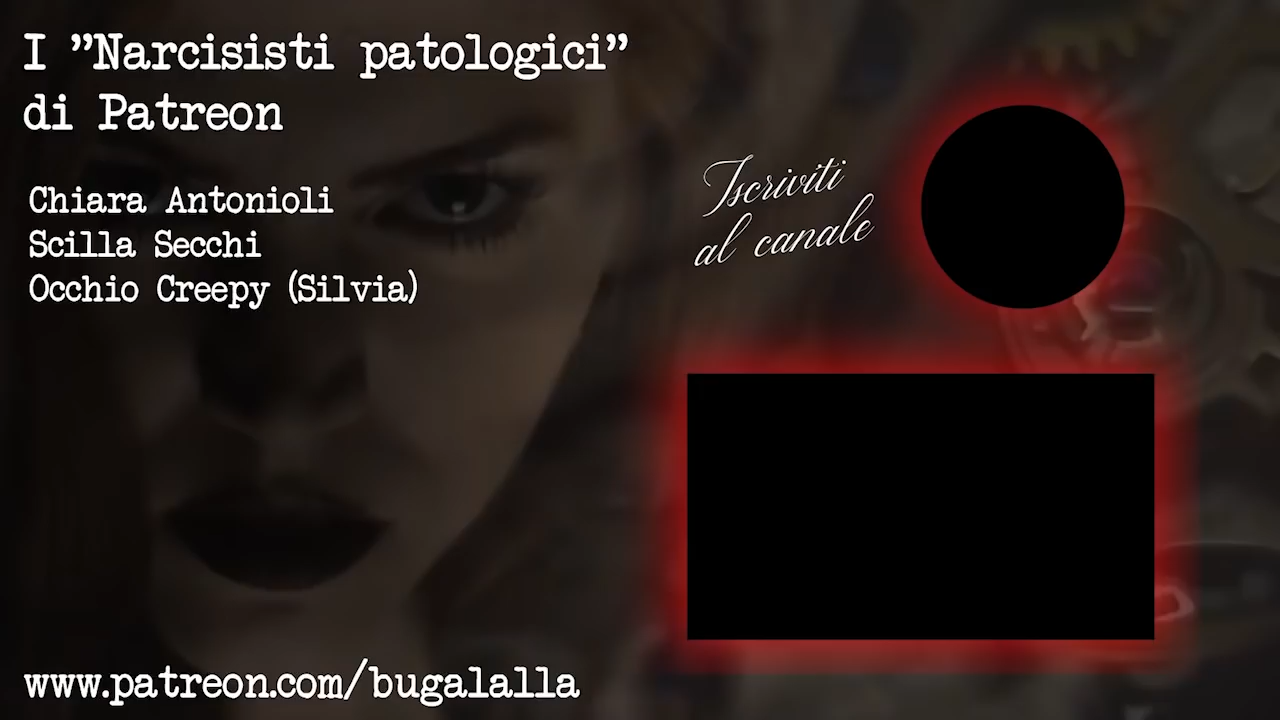 I "Narcisisti patologici"
di Patreon
Chiara Antonioli
Scilla Secchi
Occhio Creepy (Silvia)
Iscriviti
al canale
www.patreon.com/bugalalla